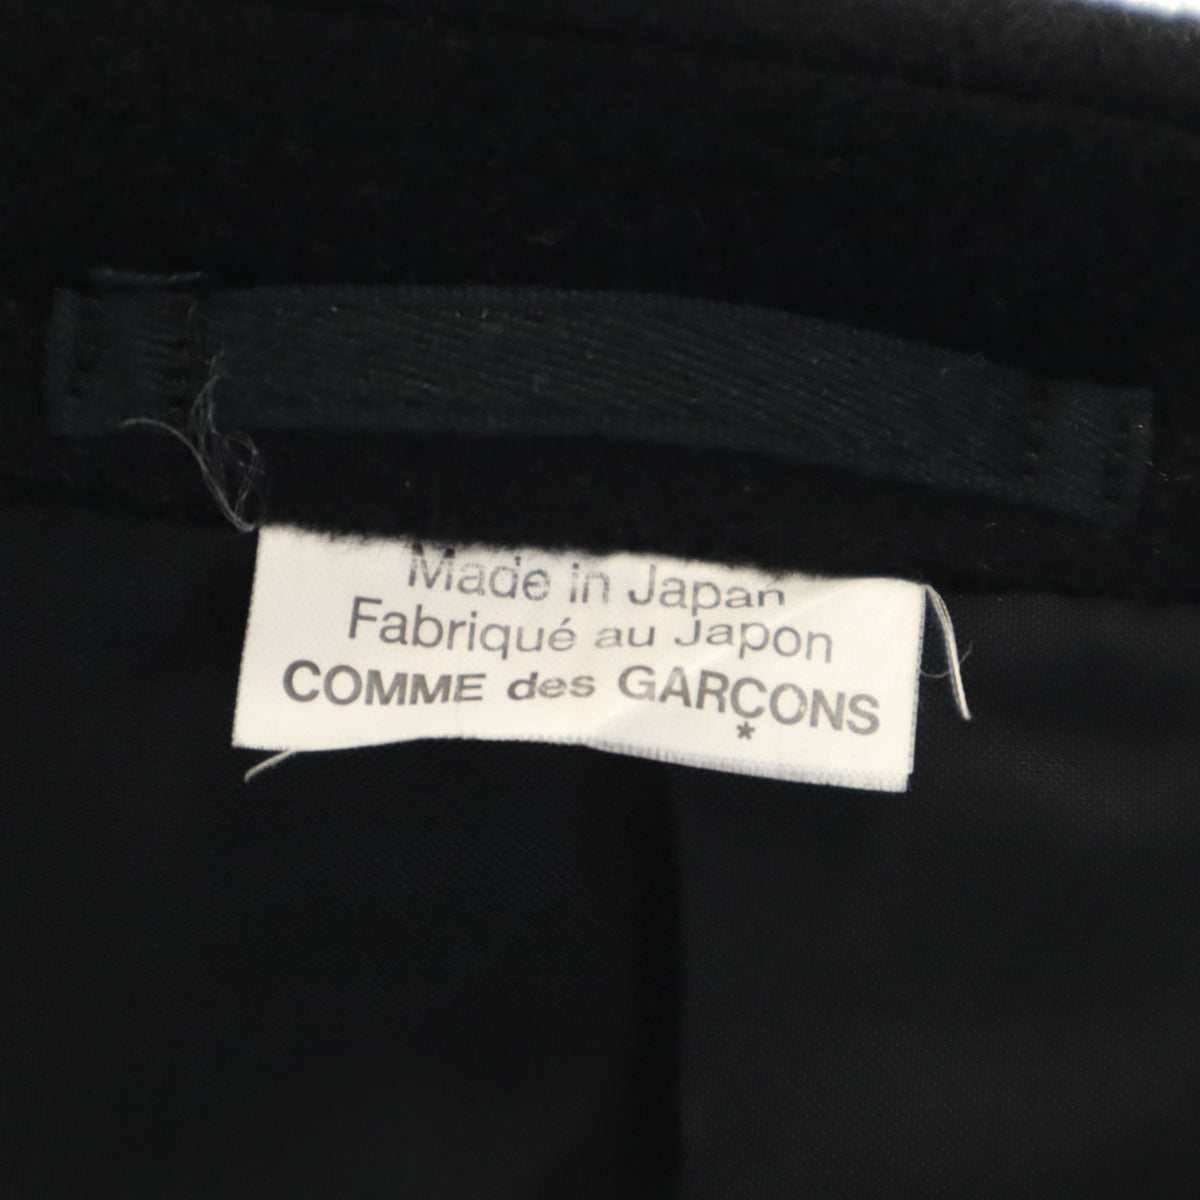 Made in Japan
Fabriqué au Japon
COMME des GARÇONS
*